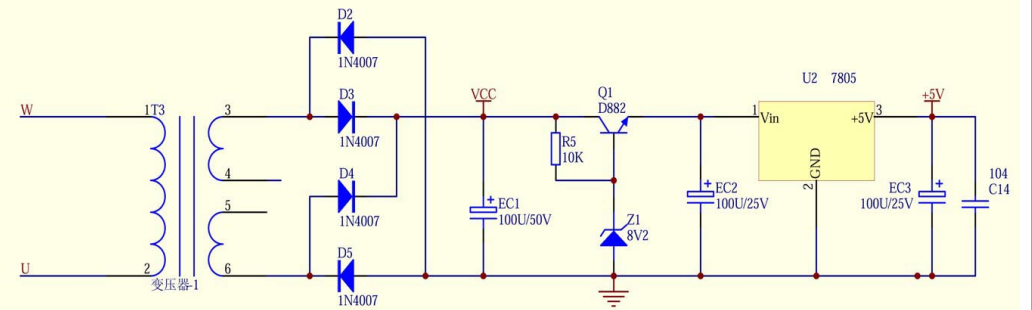 D2
1N4007
W
1
T3
3
D3
1N4007
VCC
Q1
D882
U2 7805
1
Vin
+5V
3
+5V
R5
10K
GND
2
4
D4
1N4007
EC1
100U/50V
+
EC2
100U/25V
+
EC3
100U/25V
+
104
C14
5
Z1
8V2
U
2
6
D5
1N4007
变压器-1